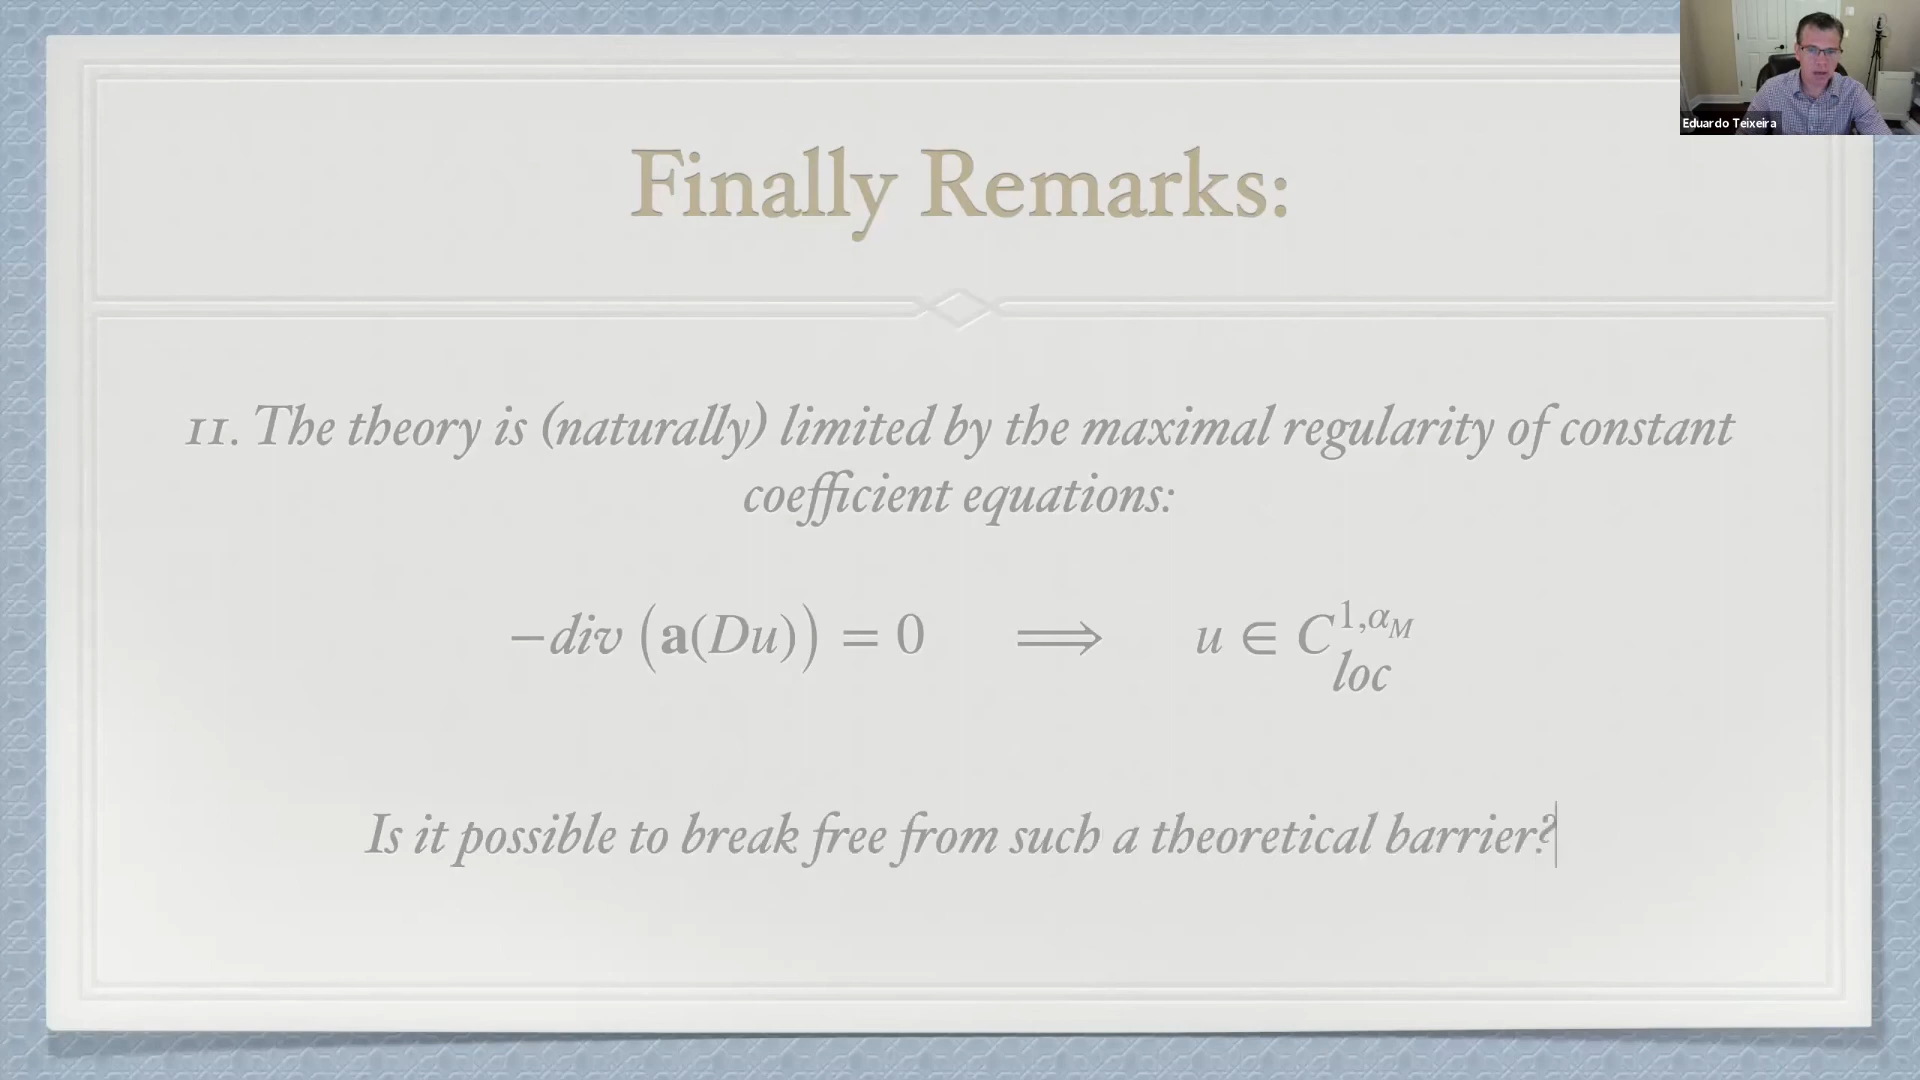 Eduardo Teixeira
Finally Remarks:
11. The theory is (naturally) limited by the maximal regularity of constant
coefficient equations:
−div (a(Du)) = 0 ⟹ u ∈ C^{1,α_M}_{loc}
Is it possible to break free from such a theoretical barrier?